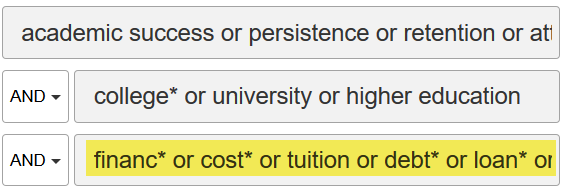 academic success or persistence or retention or att
AND college* or university or higher education
AND financ* or cost* or tuition or debt* or loan* or